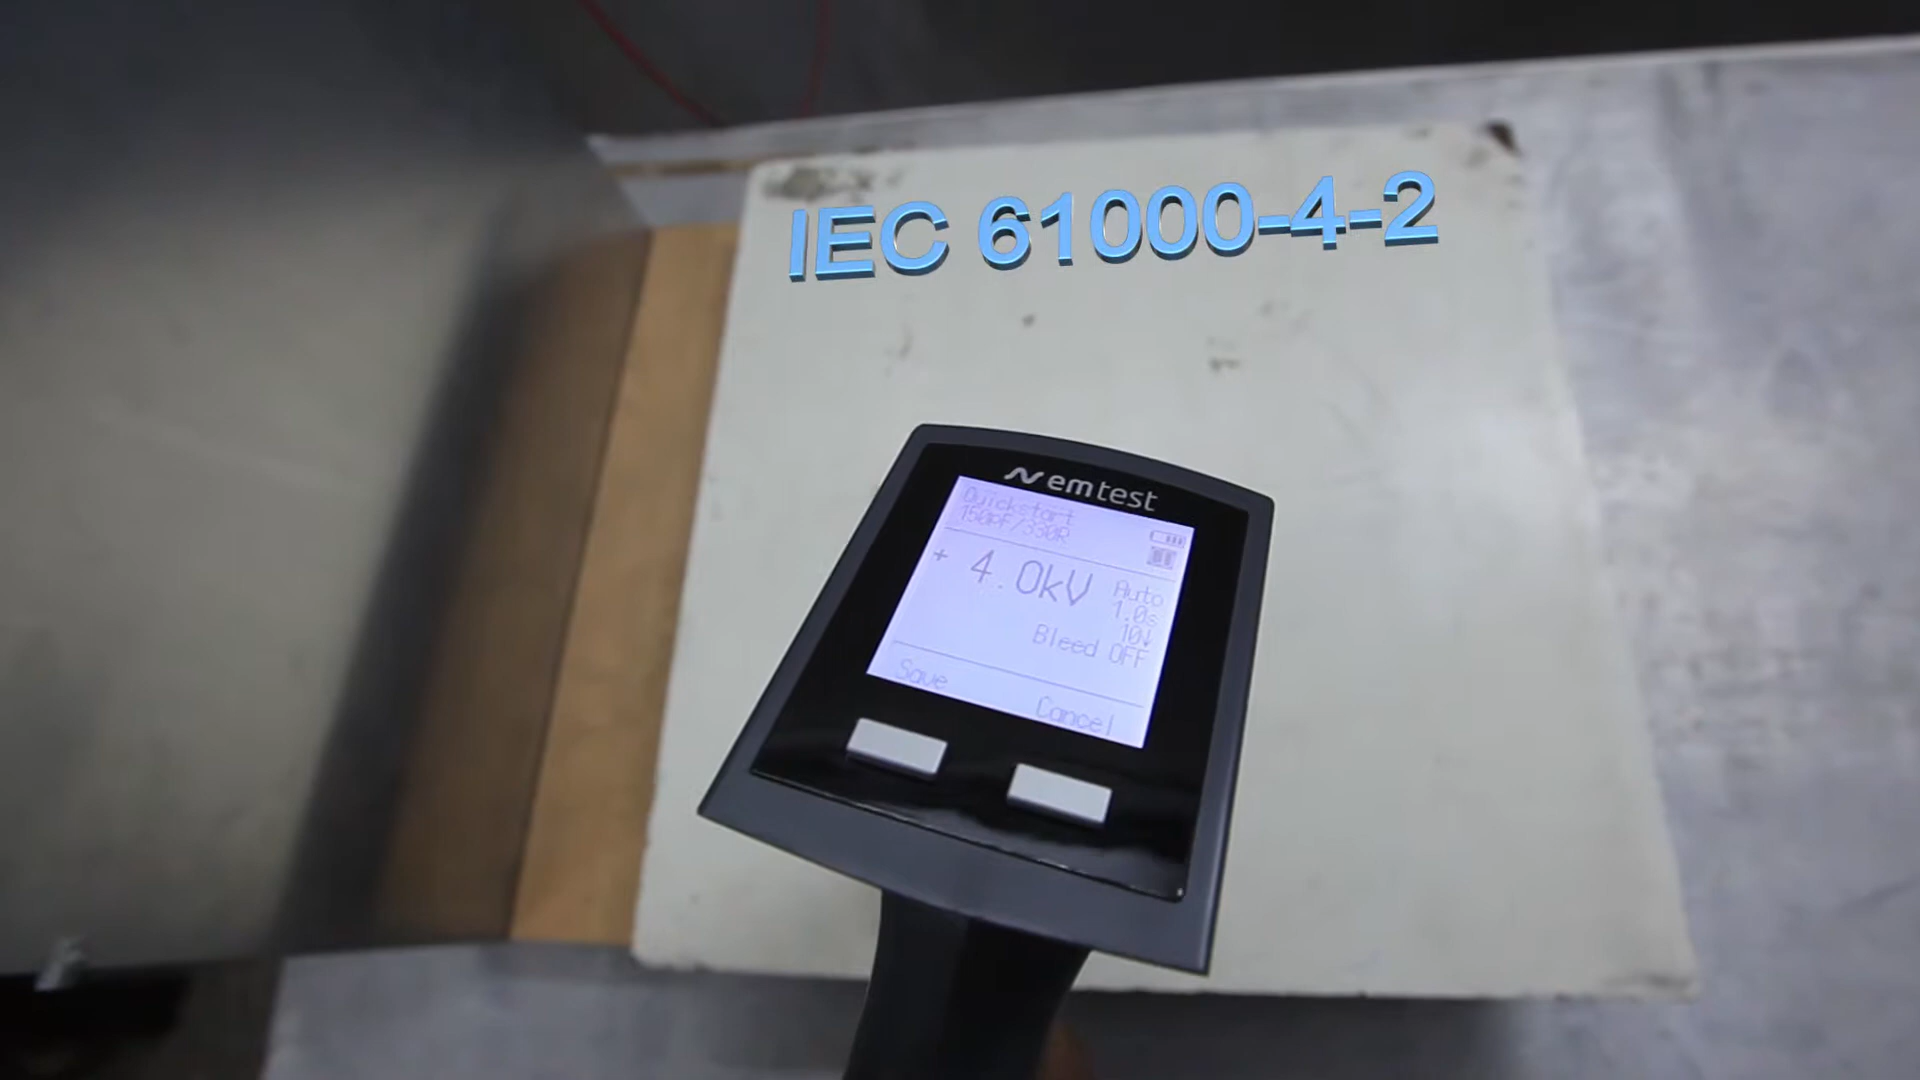 IEC 61000-4-2
emtest
Quickstart
150pF/330R
+ 4.0kV
Auto
1.0s
10↓
Bleed OFF
Save
Cancel